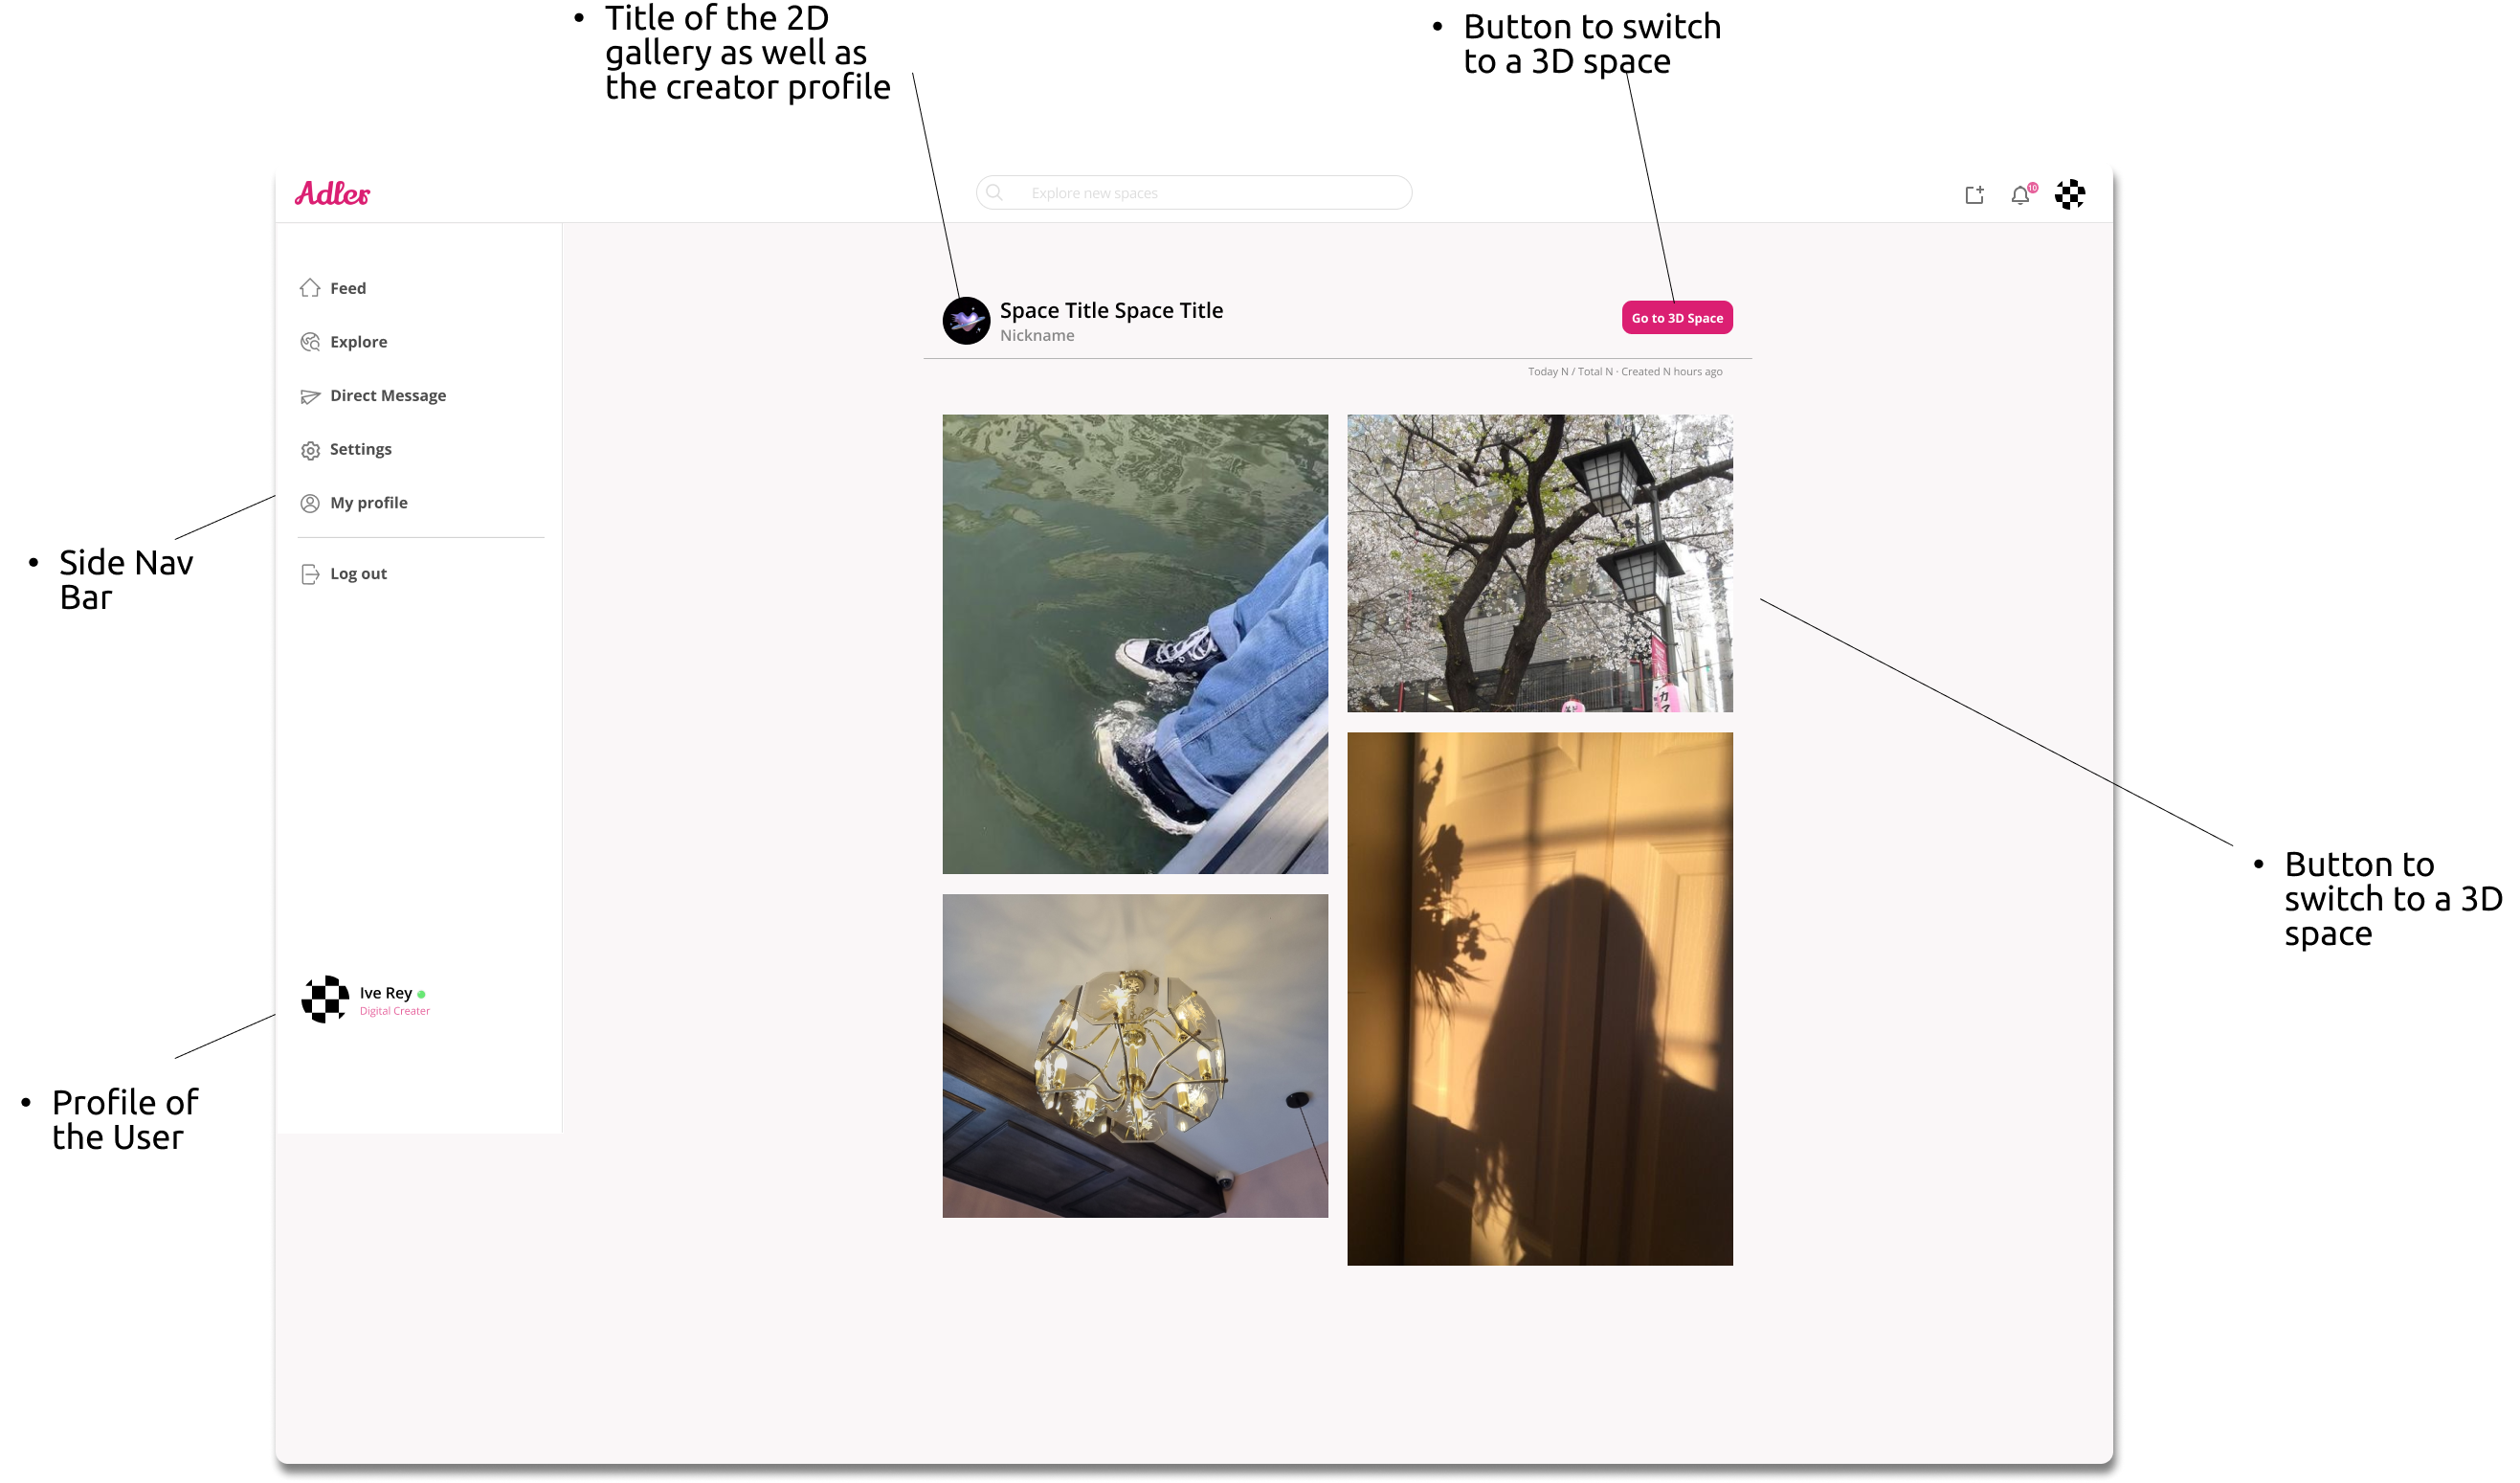 • Title of the 2D
gallery as well as
the creator profile
• Button to switch
to a 3D space
Adler
Explore new spaces
10
Feed
Explore
Direct Message
Settings
My profile
Log out
• Side Nav
Bar
Space Title Space Title
Nickname
Go to 3D Space
Today N / Total N · Created N hours ago
• Button to
switch to a 3D
space
Ive Rey
Digital Creater
• Profile of
the User